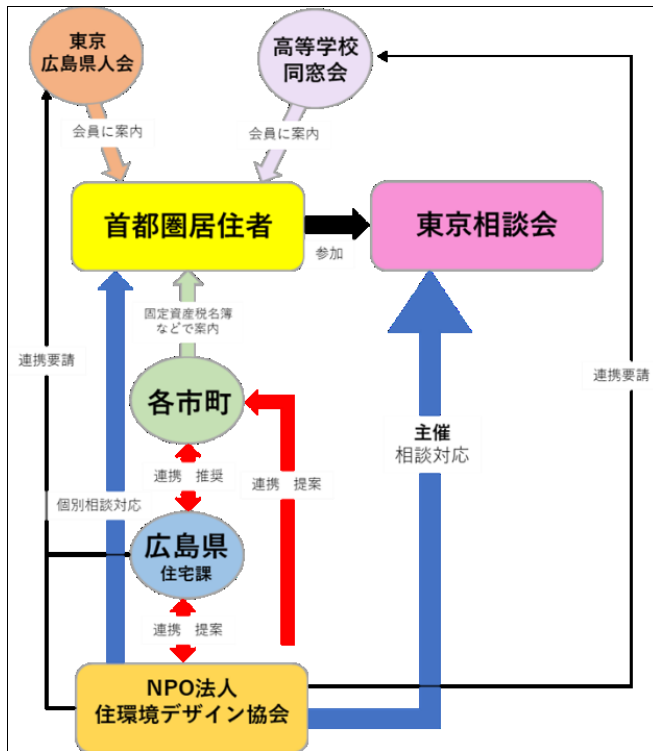 東京
広島県人会
高等学校
同窓会
会員に案内
会員に案内
首都圏居住者
東京相談会
参加
固定資産税名簿
などで案内
連携要請
連携要請
各市町
主催
相談対応
連携 推奨
連携 提案
個別相談対応
広島県
住宅課
連携 提案
NPO法人
住環境デザイン協会